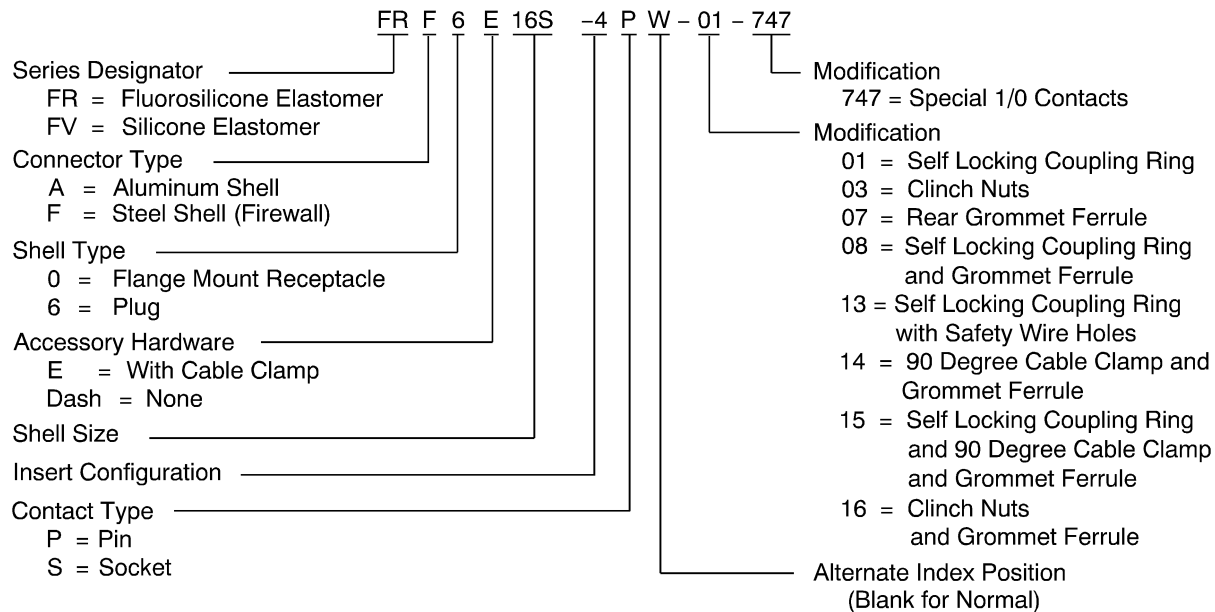 FR F 6 E 16S -4 P W - 01 - 747
Series Designator
FR = Fluorosilicone Elastomer
FV = Silicone Elastomer
Connector Type
A = Aluminum Shell
F = Steel Shell (Firewall)
Shell Type
0 = Flange Mount Receptacle
6 = Plug
Accessory Hardware
E = With Cable Clamp
Dash = None
Shell Size
Insert Configuration
Contact Type
P = Pin
S = Socket
Modification
747 = Special 1/0 Contacts
Modification
01 = Self Locking Coupling Ring
03 = Clinch Nuts
07 = Rear Grommet Ferrule
08 = Self Locking Coupling Ring
and Grommet Ferrule
13 = Self Locking Coupling Ring
with Safety Wire Holes
14 = 90 Degree Cable Clamp and
Grommet Ferrule
15 = Self Locking Coupling Ring
and 90 Degree Cable Clamp
and Grommet Ferrule
16 = Clinch Nuts
and Grommet Ferrule
Alternate Index Position
(Blank for Normal)